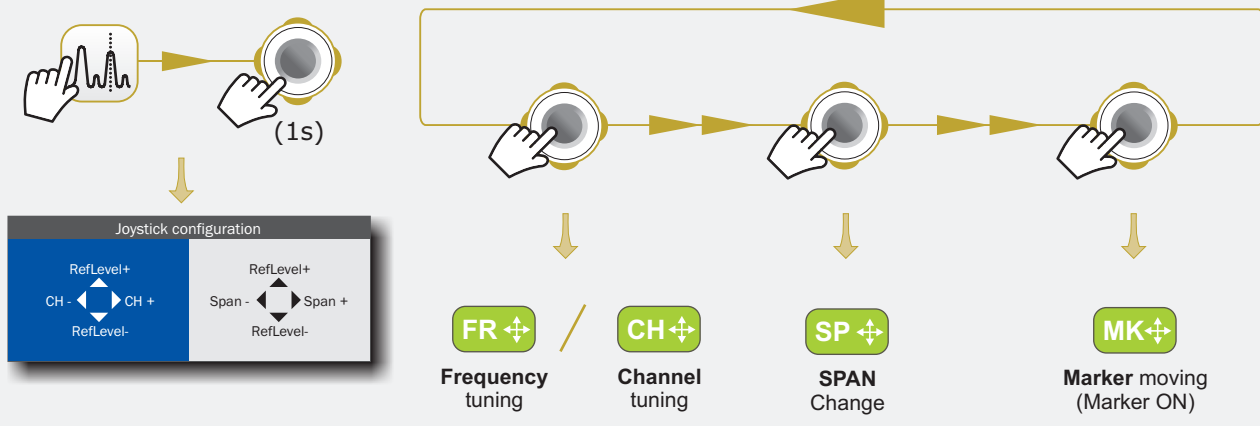 (1s)
Joystick configuration
RefLevel+
CH - CH +
RefLevel-
RefLevel+
Span - Span +
RefLevel-
FR
CH
SP
MK
Frequency
tuning
Channel
tuning
SPAN
Change
Marker moving
(Marker ON)